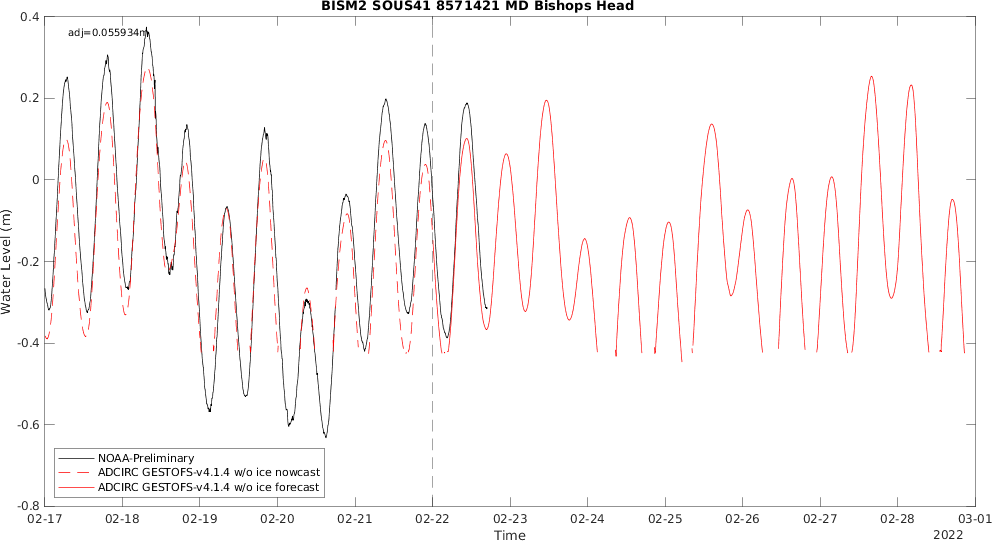 BISM2 SOUS41 8571421 MD Bishops Head
adj=0.055934m
Water Level (m)
0.4
0.2
0
-0.2
-0.4
-0.6
-0.8
NOAA-Preliminary
ADCIRC GESTOFS-v4.1.4 w/o ice nowcast
ADCIRC GESTOFS-v4.1.4 w/o ice forecast
02-17 02-18 02-19 02-20 02-21 02-22 02-23 02-24 02-25 02-26 02-27 02-28 03-01
Time
2022